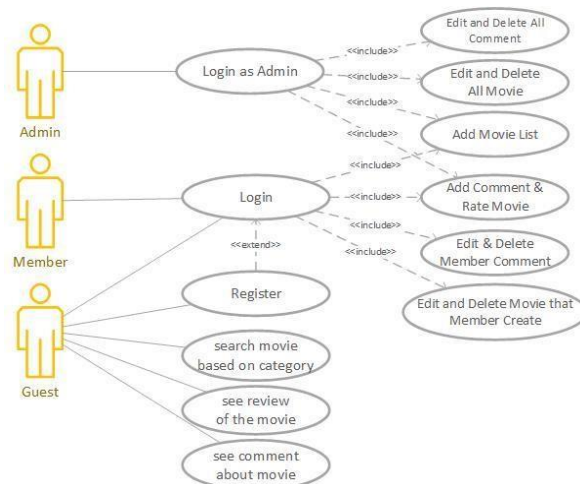 Edit and Delete All
Comment
<<include>>
Login as Admin
<<include>>
Edit and Delete
All Movie
<<include>>
Admin
Add Movie List
<<include>>
<<include>>
Login
<<include>>
Add Comment &
Rate Movie
Member
<<include>>
<<extend>>
<<include>>
Edit & Delete
Member Comment
Register
Edit and Delete Movie that
Member Create
search movie
based on category
Guest
see review
of the movie
see comment
about movie